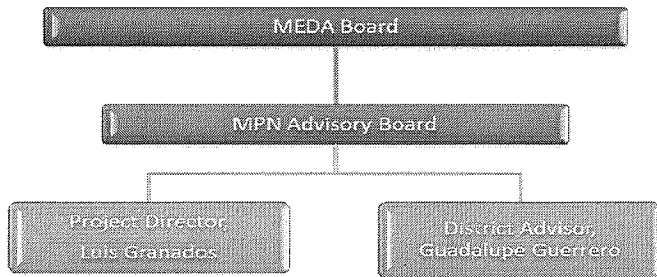 MEDA Board
MPN Advisory Board
Project Director,
Luis Granados
District Advisor,
Guadalupe Guerrero